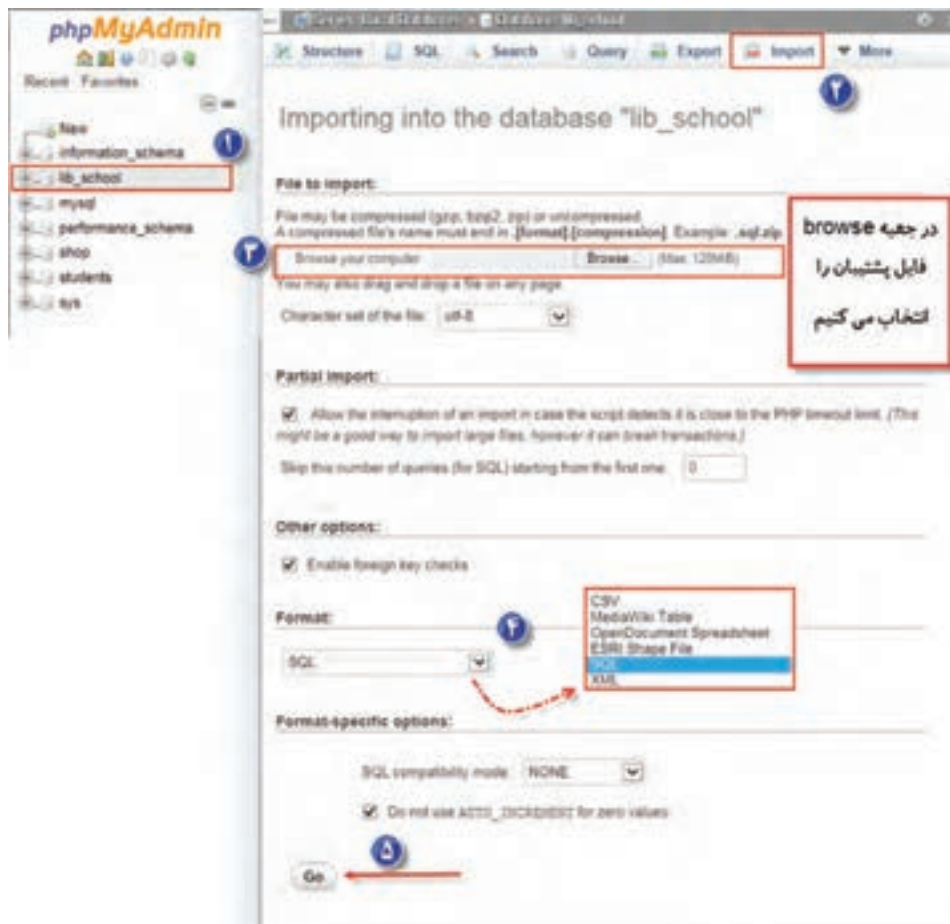 phpMyAdmin
Recent Favorites
New
information_schema
lib_school
mysql
performance_schema
shop
students
sys
۱
Structure SQL Search Query Export Import More
۲
Importing into the database "lib_school"
File to import:
File may be compressed (gzip, bzip2, zip) or uncompressed.
A compressed file's name must end in .[format].[compression]. Example: .sql.zip
۳
Browse your computer: Browse... (Max: 128MiB)
You may also drag and drop a file on any page.
Character set of the file: utf-8
در جعبه browse
فایل پشتیبان را
انتخاب می کنیم
Partial import:
Allow the interruption of an import in case the script detects it is close to the PHP timeout limit. (This
might be a good way to import large files, however it can break transactions.)
Skip this number of queries (for SQL) starting from the first one: 0
Other options:
Enable foreign key checks
Format:
۴
SQL
CSV
MediaWiki Table
OpenDocument Spreadsheet
ESRI Shape File
SQL
XML
Format-specific options:
SQL compatibility mode: NONE
Do not use AUTO_INCREMENT for zero values
۵
Go